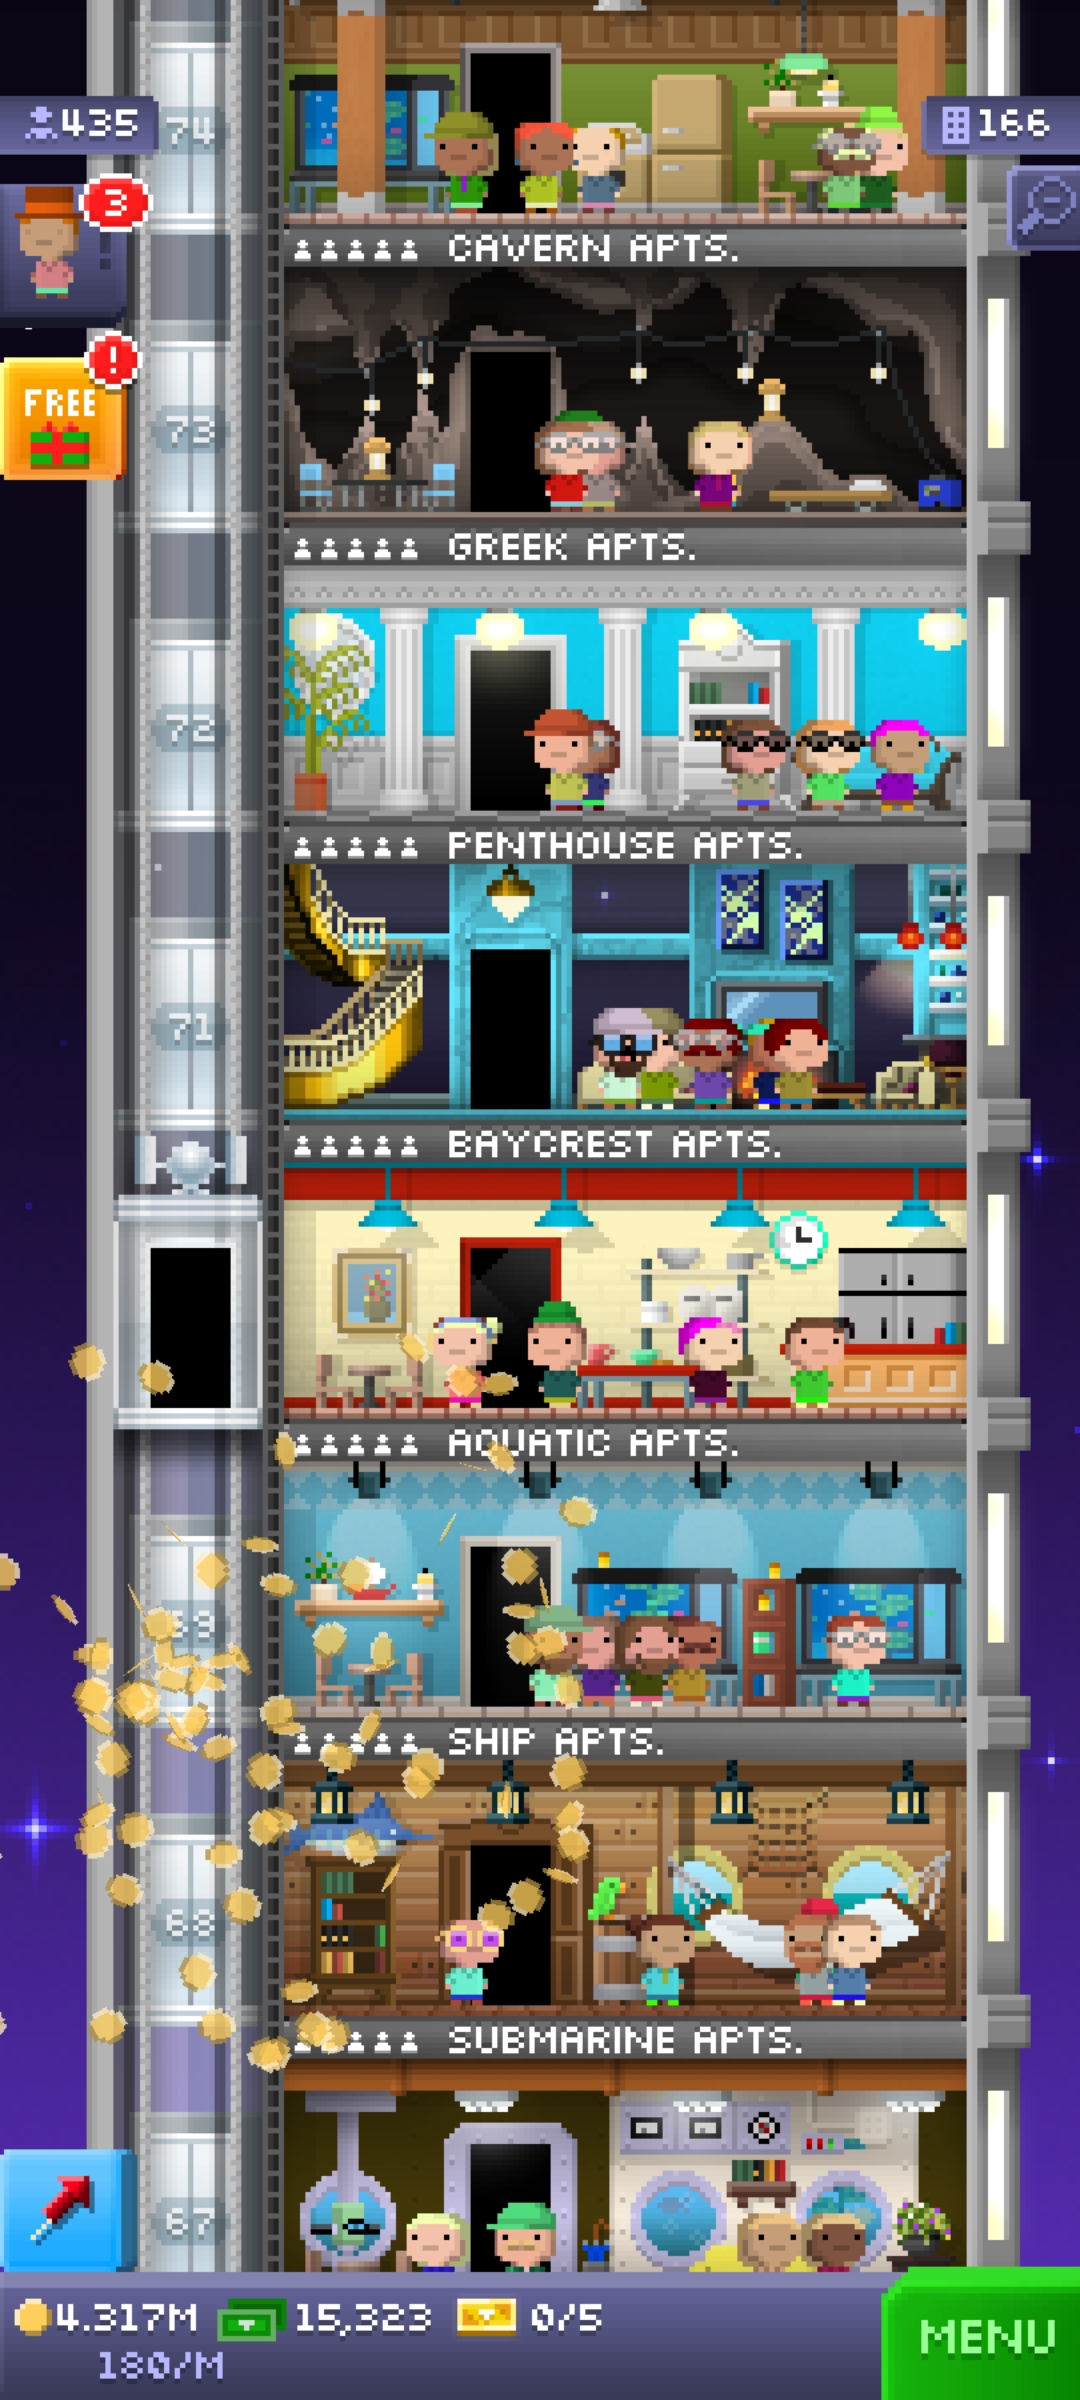 74
435
166
3
CAVERN APTS.
!
FREE
73
GREEK APTS.
72
PENTHOUSE APTS.
71
BAYCREST APTS.
AQUATIC APTS.
69
SHIP APTS.
68
SUBMARINE APTS.
67
4.317M 15,323 0/5
180/M
MENU